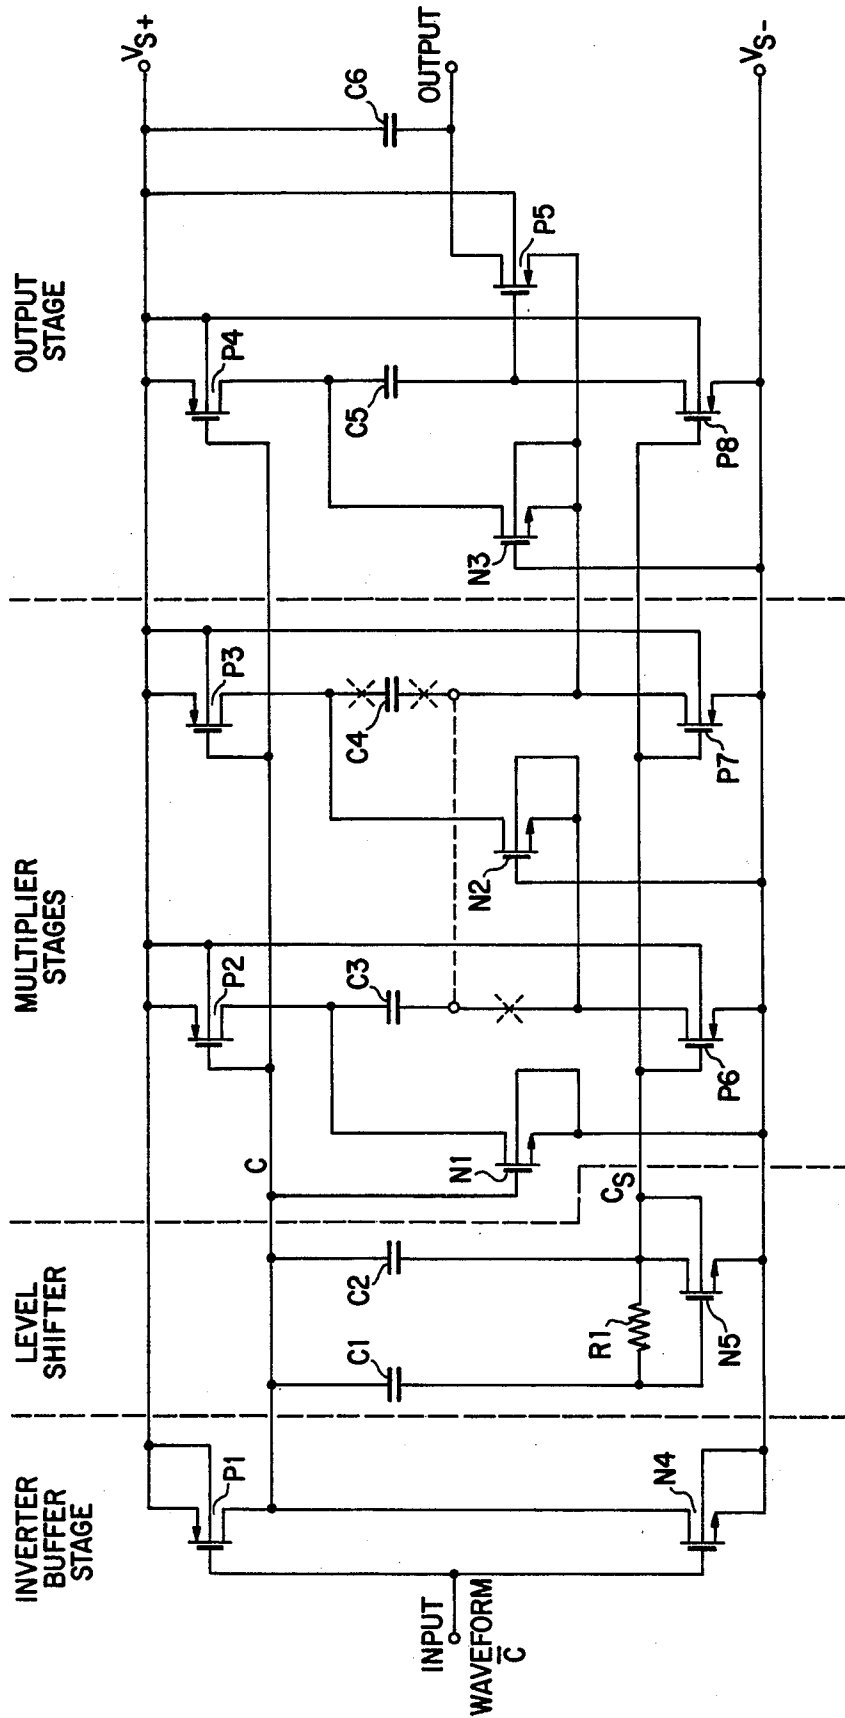 INVERTER
BUFFER
STAGE
LEVEL
SHIFTER
MULTIPLIER
STAGES
OUTPUT
STAGE
VS+
P1
P2
P3
P4
C
C1
C2
C3
C4
C5
C6
OUTPUT
INPUT
WAVEFORM
C̅
R1
CS
N1
N2
N3
P5
N4
N5
P6
P7
P8
VS-